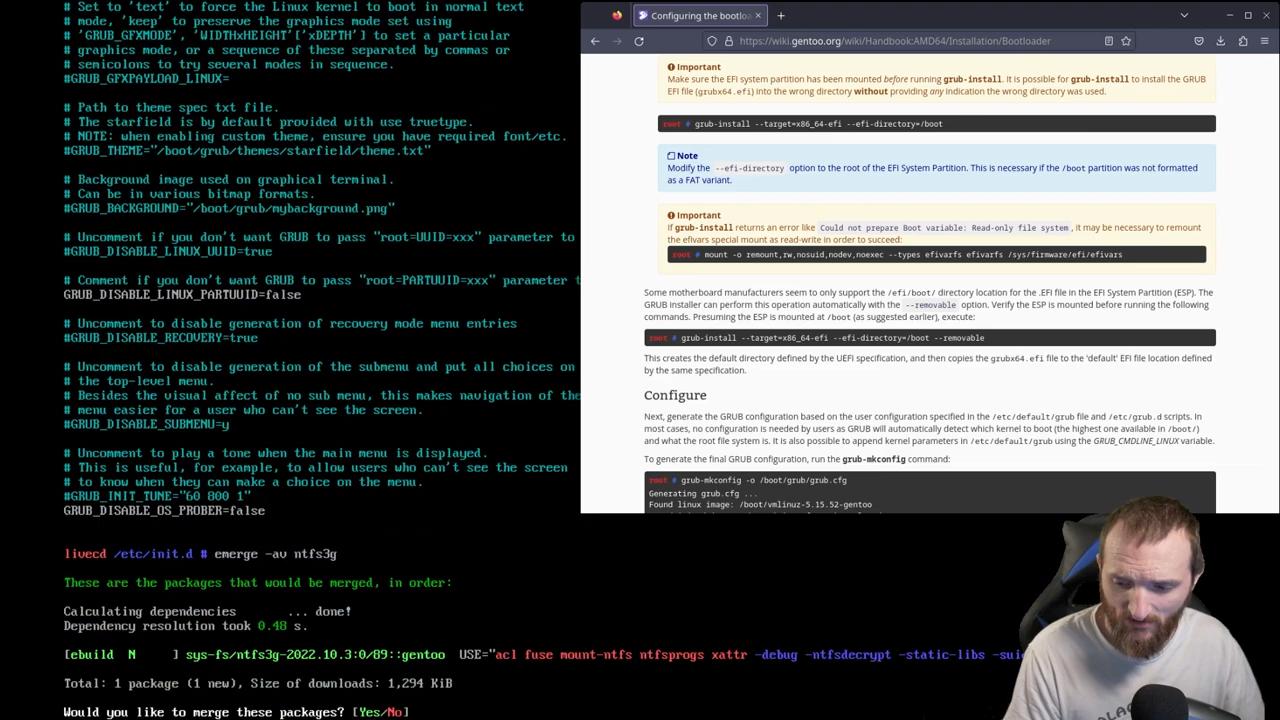 # Set to 'text' to force the Linux kernel to boot in normal text
# mode, 'keep' to preserve the graphics mode set using
# 'GRUB_GFXMODE', 'WIDTHxHEIGHT'['xDEPTH'] to set a particular
# graphics mode, or a sequence of these separated by commas or
# semicolons to try several modes in sequence.
#GRUB_GFXPAYLOAD_LINUX=
# Path to theme spec txt file.
# The starfield is by default provided with use truetype.
# NOTE: when enabling custom theme, ensure you have required font/etc.
#GRUB_THEME="/boot/grub/themes/starfield/theme.txt"
# Background image used on graphical terminal.
# Can be in various bitmap formats.
#GRUB_BACKGROUND="/boot/grub/mybackground.png"
# Uncomment if you don't want GRUB to pass "root=UUID=xxx" parameter to
#GRUB_DISABLE_LINUX_UUID=true
# Comment if you don't want GRUB to pass "root=PARTUUID=xxx" parameter t
GRUB_DISABLE_LINUX_PARTUUID=false
# Uncomment to disable generation of recovery mode menu entries
#GRUB_DISABLE_RECOVERY=true
# Uncomment to disable generation of the submenu and put all choices on
# the top-level menu.
# Besides the visual affect of no sub menu, this makes navigation of the
# menu easier for a user who can't see the screen.
#GRUB_DISABLE_SUBMENU=y
# Uncomment to play a tone when the main menu is displayed.
# This is useful, for example, to allow users who can't see the screen
# to know when they can make a choice on the menu.
#GRUB_INIT_TUNE="60 800 1"
GRUB_DISABLE_OS_PROBER=false
livecd /etc/init.d # emerge -av ntfs3g
These are the packages that would be merged, in order:
Calculating dependencies ... done!
Dependency resolution took 0.48 s.
[ebuild N ] sys-fs/ntfs3g-2022.10.3:0/89::gentoo USE="acl fuse mount-ntfs ntfsprogs xattr -debug -ntfsdecrypt -static-libs -suid
Total: 1 package (1 new), Size of downloads: 1,294 KiB
Would you like to merge these packages? [Yes/No]
Configuring the bootloa
https://wiki.gentoo.org/wiki/Handbook:AMD64/Installation/Bootloader
Important
Make sure the EFI system partition has been mounted before running grub-install. It is possible for grub-install to install the GRUB
EFI file (grubx64.efi) into the wrong directory without providing any indication the wrong directory was used.
root # grub-install --target=x86_64-efi --efi-directory=/boot
Note
Modify the --efi-directory option to the root of the EFI System Partition. This is necessary if the /boot partition was not formatted
as a FAT variant.
Important
If grub-install returns an error like Could not prepare Boot variable: Read-only file system, it may be necessary to remount
the efivars special mount as read-write in order to succeed:
root # mount -o remount,rw,nosuid,nodev,noexec --types efivarfs efivarfs /sys/firmware/efi/efivars
Some motherboard manufacturers seem to only support the /efi/boot/ directory location for the .EFI file in the EFI System Partition (ESP). The
GRUB installer can perform this operation automatically with the --removable option. Verify the ESP is mounted before running the following
commands. Presuming the ESP is mounted at /boot (as suggested earlier), execute:
root # grub-install --target=x86_64-efi --efi-directory=/boot --removable
This creates the default directory defined by the UEFI specification, and then copies the grubx64.efi file to the 'default' EFI file location defined
by the same specification.
Configure
Next, generate the GRUB configuration based on the user configuration specified in the /etc/default/grub file and /etc/grub.d scripts. In
most cases, no configuration is needed by users as GRUB will automatically detect which kernel to boot (the highest one available in /boot/)
and what the root file system is. It is also possible to append kernel parameters in /etc/default/grub using the GRUB_CMDLINE_LINUX variable.
To generate the final GRUB configuration, run the grub-mkconfig command:
root # grub-mkconfig -o /boot/grub/grub.cfg
Generating grub.cfg ...
Found linux image: /boot/vmlinuz-5.15.52-gentoo